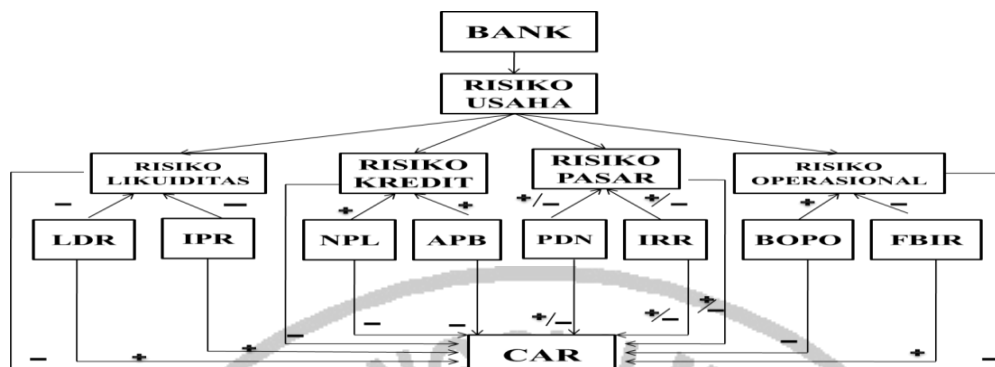 BANK
RISIKO
USAHA
RISIKO
LIKUIDITAS
RISIKO
KREDIT
RISIKO
PASAR
RISIKO
OPERASIONAL
− − + + +/− +/− + −
LDR IPR NPL APB PDN IRR BOPO FBIR
− + + − − − +/− +/− +/− − + −
CAR